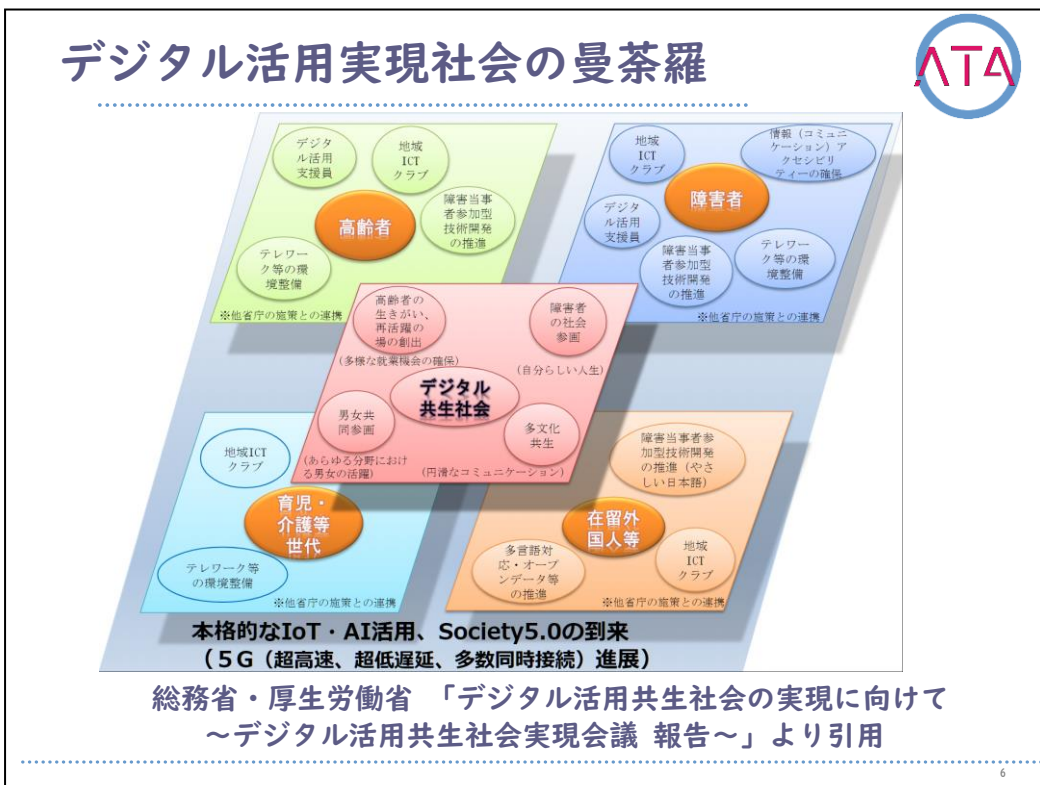 デジタル活用実現社会の曼荼羅
ATA
デジタ
ル活用
支援員
地域
ICT
クラブ
高齢者
障害当事
者参加型
技術開発
の推進
テレワー
ク等の環
境整備
※他省庁の施策との連携
地域
ICT
クラブ
情報（コミュニ
ケーション）ア
クセシビリ
ティーの確保
障害者
デジタ
ル活用
支援員
障害当事
者参加型
技術開発
の推進
テレワー
ク等の環
境整備
※他省庁の施策との連携
高齢者の
生きがい、
再活躍の
場の創出
(多様な就業機会の確保)
障害者
の社会
参画
(自分らしい人生)
デジタル
共生社会
男女共
同参画
(あらゆる分野におけ
る男女の活躍)
多文化
共生
(円滑なコミュニケーション)
地域ICT
クラブ
育児・
介護等
世代
テレワーク等
の環境整備
※他省庁の施策との連携
障害当事者参
加型技術開発
の推進（やさ
しい日本語）
在留外
国人等
多言語対
応・オープ
ンデータ等
の推進
地域
ICT
クラブ
※他省庁の施策との連携
本格的なIoT・AI活用、Society5.0の到来
（５G（超高速、超低遅延、多数同時接続）進展）
総務省・厚生労働省 「デジタル活用共生社会の実現に向けて
～デジタル活用共生社会実現会議 報告～」より引用
6